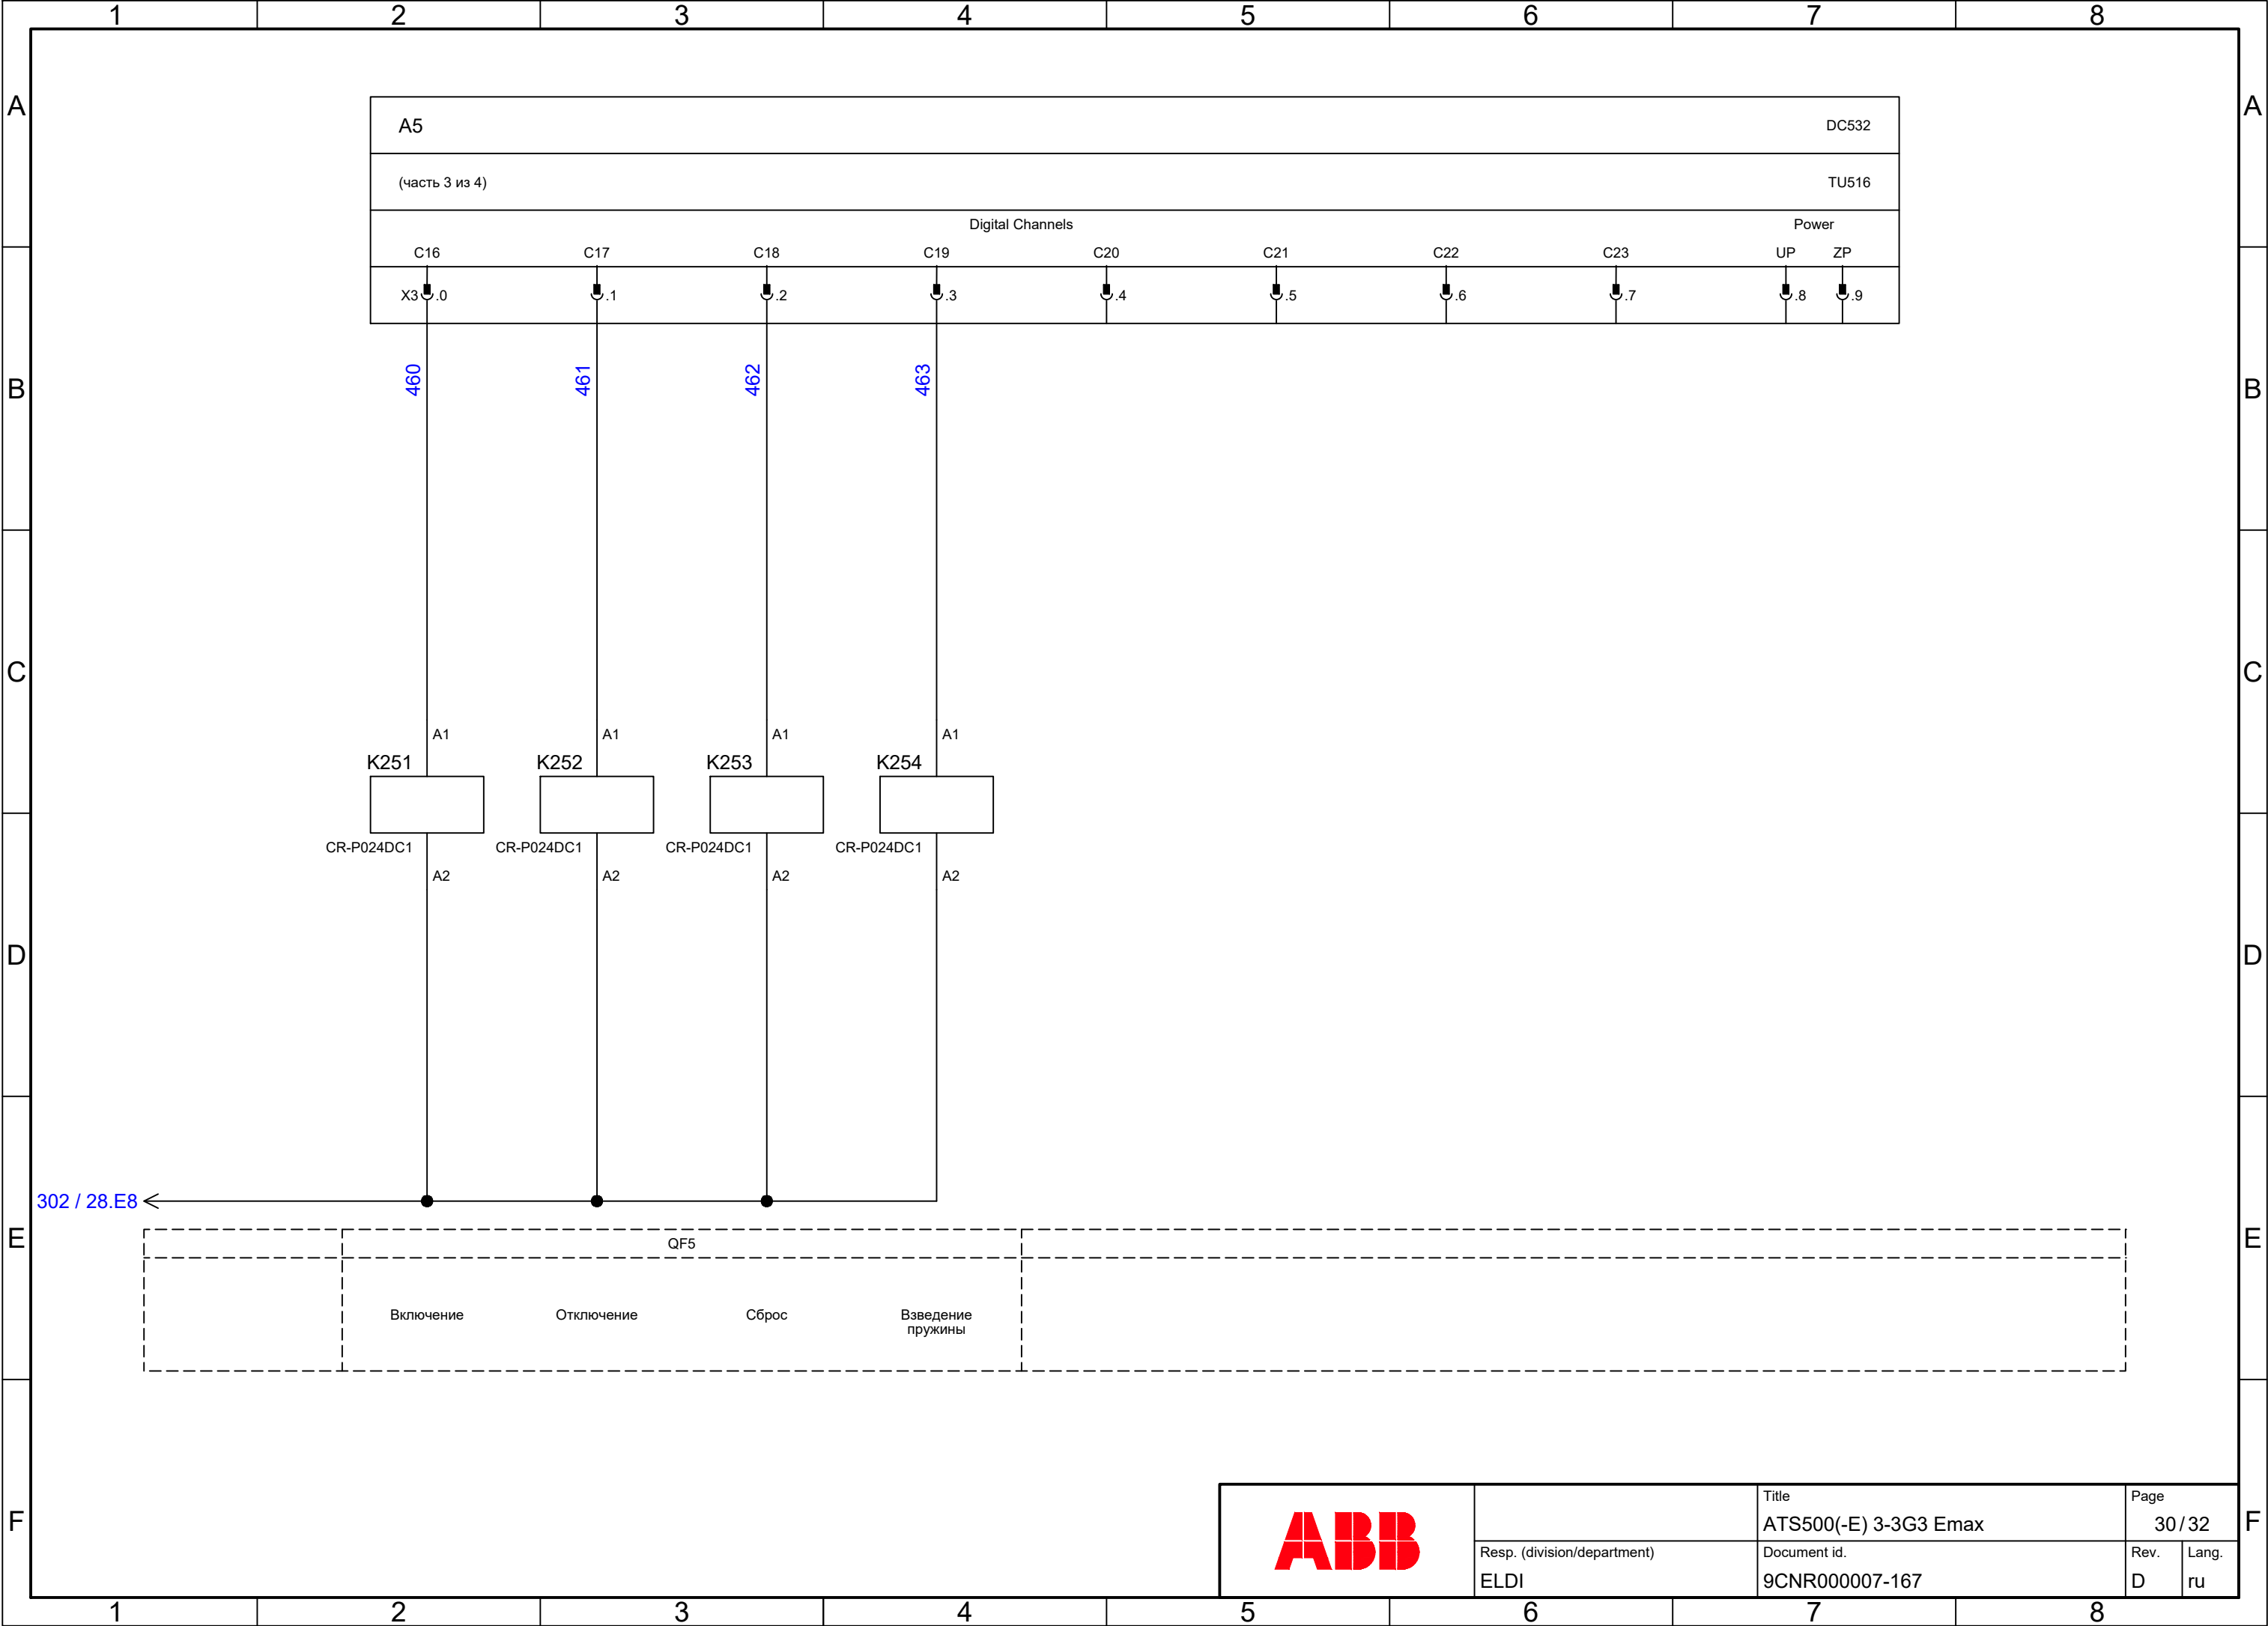 1 2 3 4 5 6 7 8
A A
A5 DC532
(часть 3 из 4) TU516
Digital Channels Power
C16 C17 C18 C19 C20 C21 C22 C23 UP ZP
X3 .0 .1 .2 .3 .4 .5 .6 .7 .8 .9
460 461 462 463
B B
C C
A1 A1 A1 A1
K251 K252 K253 K254
CR-P024DC1 CR-P024DC1 CR-P024DC1 CR-P024DC1
A2 A2 A2 A2
D D
302 / 28.E8
E E
QF5
Включение Отключение Сброс Взведение
пружины
F F
ABB
Title Page
ATS500(-E) 3-3G3 Emax 30/32
Resp. (division/department) Document id. Rev. Lang.
ELDI 9CNR000007-167 D ru
1 2 3 4 5 6 7 8